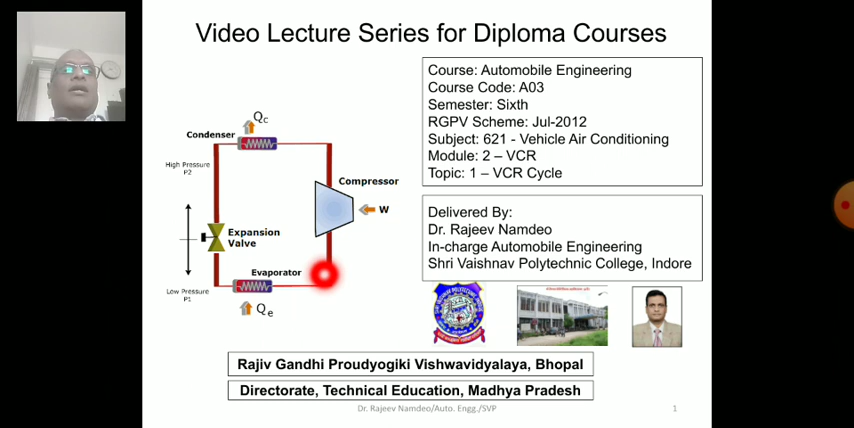 Video Lecture Series for Diploma Courses
Qc
Condenser
High Pressure
P2
Compressor
W
Expansion
Valve
Evaporator
Low Pressure
P1
Qe
Course: Automobile Engineering
Course Code: A03
Semester: Sixth
RGPV Scheme: Jul-2012
Subject: 621 - Vehicle Air Conditioning
Module: 2 – VCR
Topic: 1 – VCR Cycle
Delivered By:
Dr. Rajeev Namdeo
In-charge Automobile Engineering
Shri Vaishnav Polytechnic College, Indore
Rajiv Gandhi Proudyogiki Vishwavidyalaya, Bhopal
Directorate, Technical Education, Madhya Pradesh
Dr. Rajeev Namdeo/Auto. Engg./SVP
1